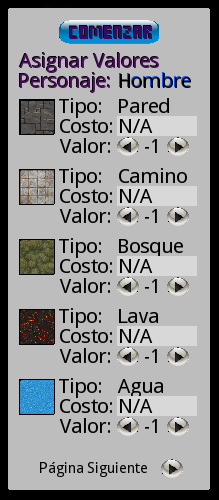 COMENZAR
Asignar Valores
Personaje: Hombre
Tipo: Pared
Costo: N/A
Valor: -1
Tipo: Camino
Costo: N/A
Valor: -1
Tipo: Bosque
Costo: N/A
Valor: -1
Tipo: Lava
Costo: N/A
Valor: -1
Tipo: Agua
Costo: N/A
Valor: -1
Página Siguiente